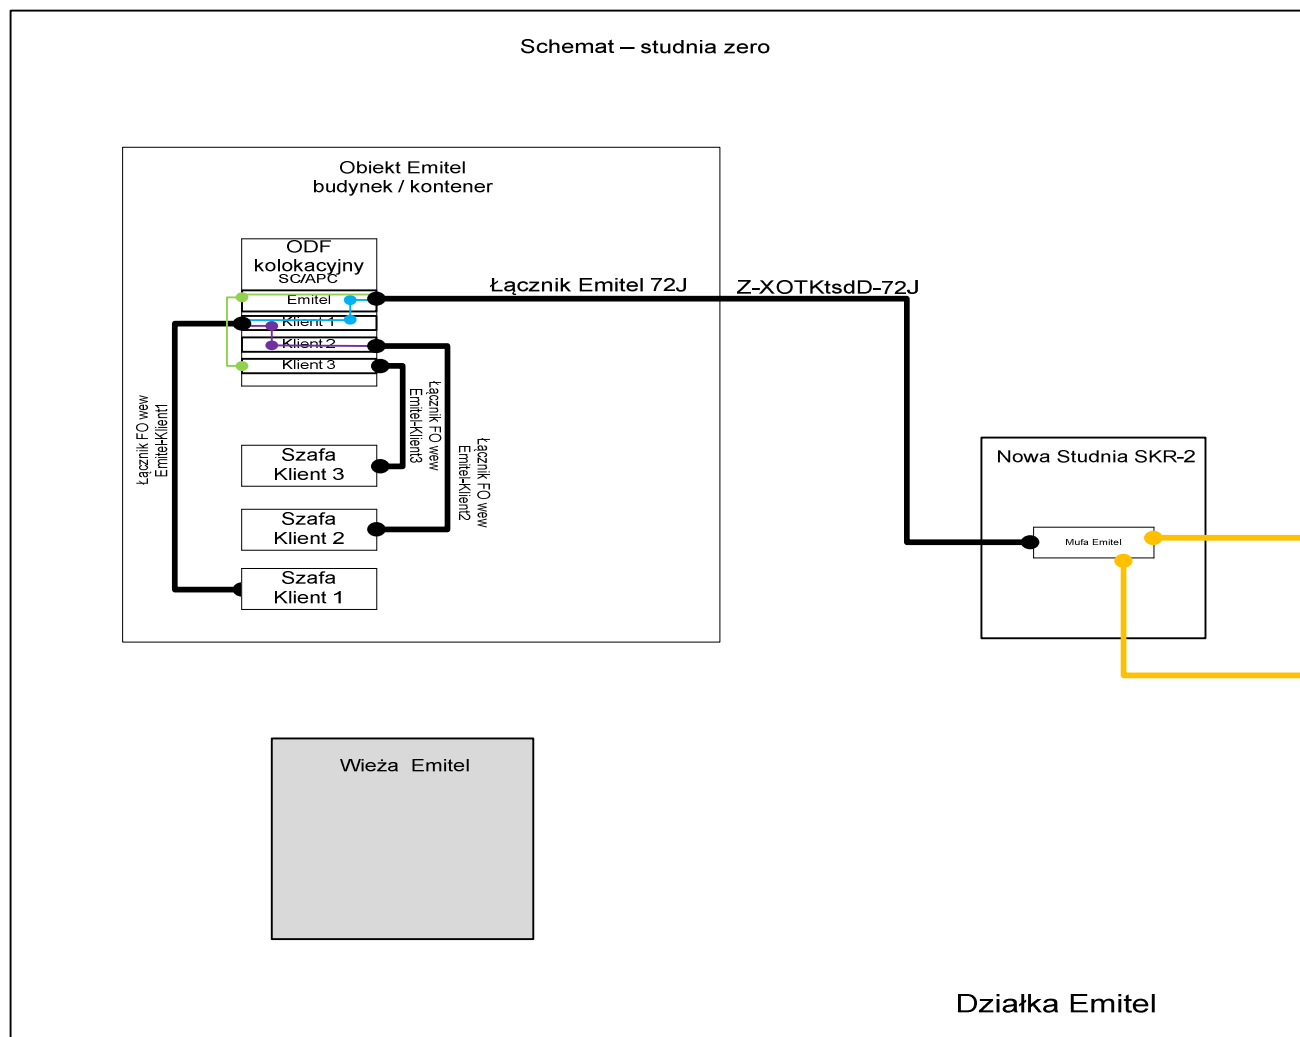 Schemat – studnia zero
Obiekt Emitel
budynek / kontener
ODF
kolokacyjny
SC/APC
Emitel
Klient 1
Klient 2
Klient 3
Łącznik Emitel 72J
Z-XOTKtsdD-72J
Łącznik FO wew
Emitel-Klient1
Łącznik FO wew
Emitel-Klient3
Łącznik FO wew
Emitel-Klient2
Szafa
Klient 3
Szafa
Klient 2
Szafa
Klient 1
Nowa Studnia SKR-2
Mufa Emitel
Wieża Emitel
Działka Emitel